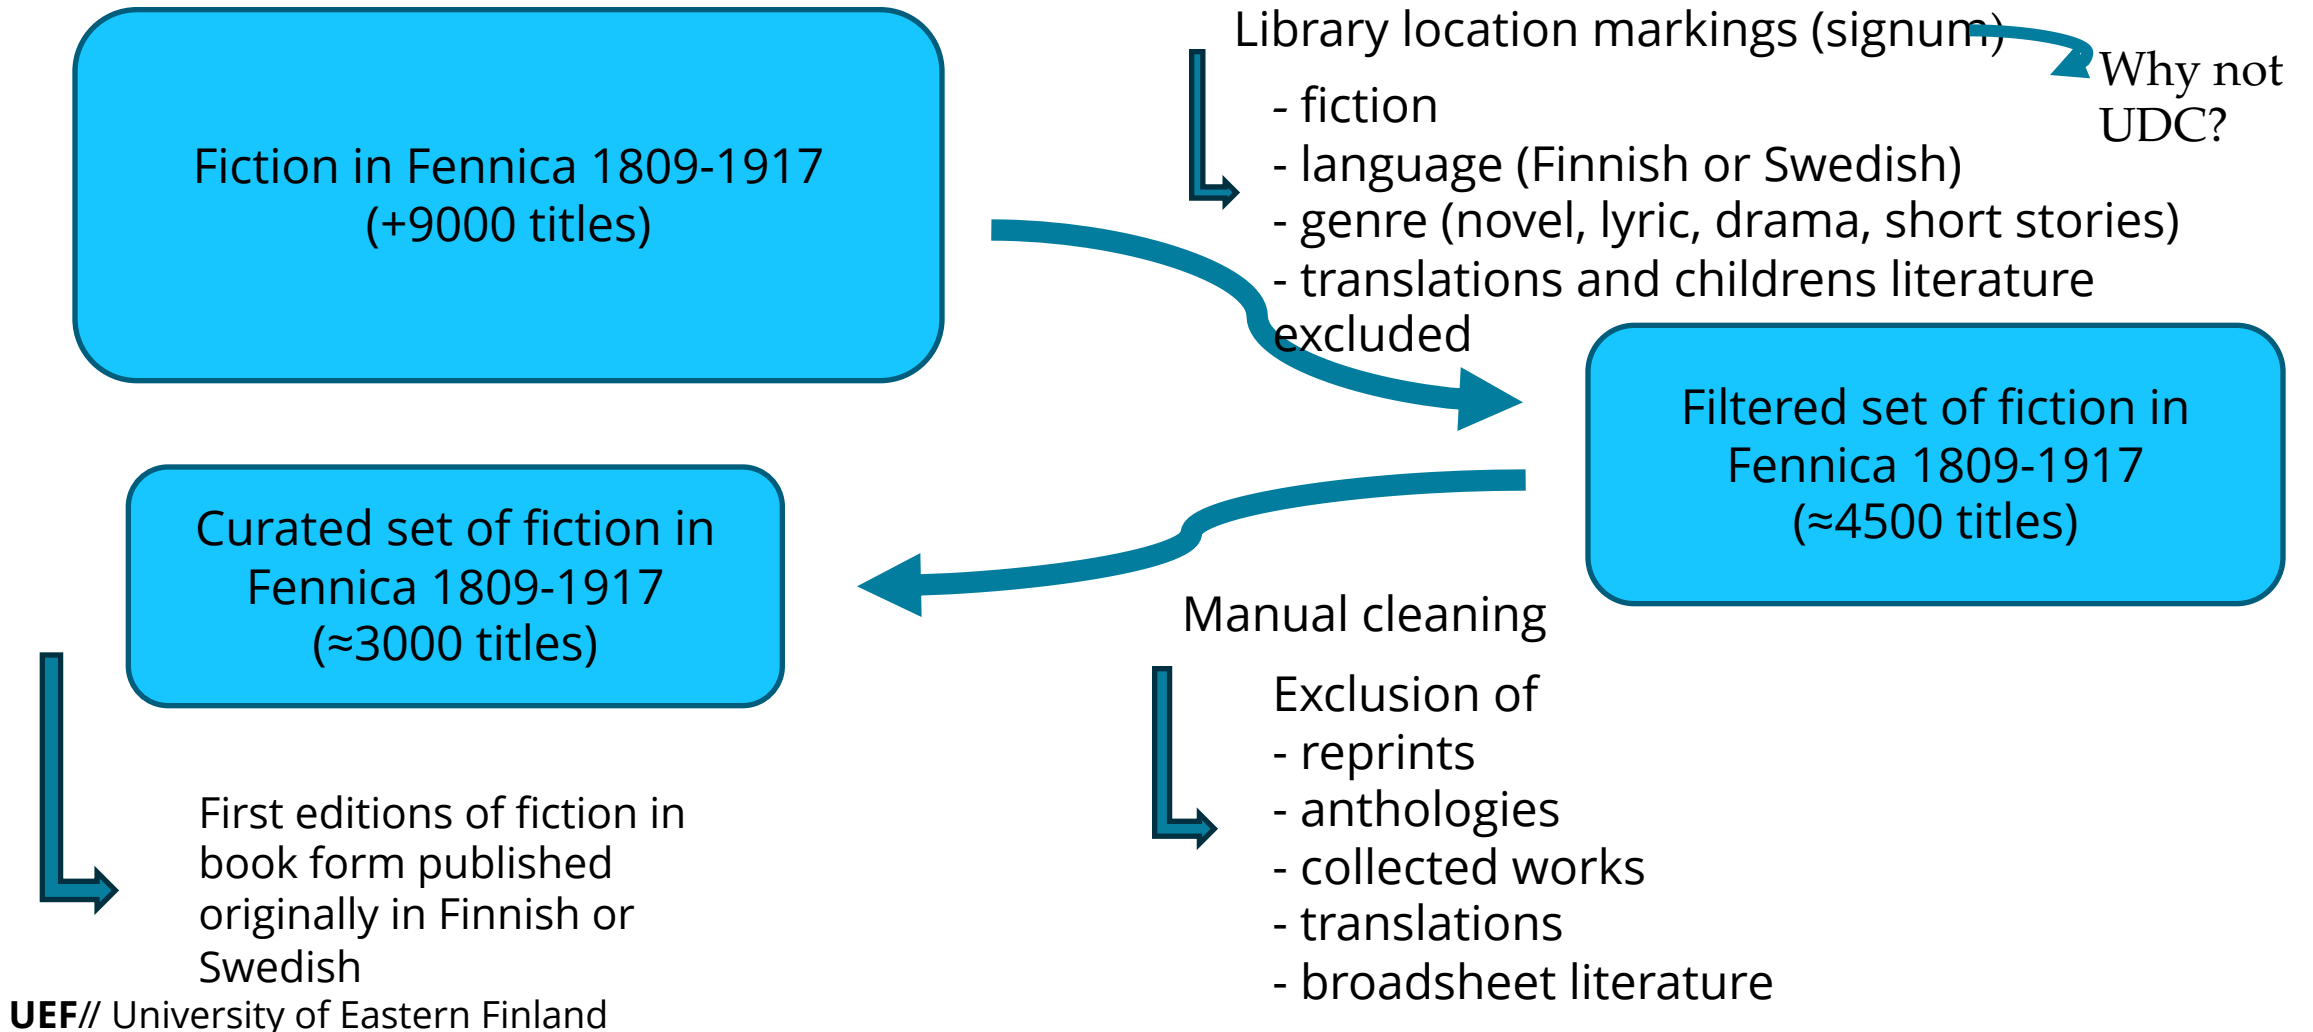 Fiction in Fennica 1809-1917
(+9000 titles)
Library location markings (signum)
Why not
UDC?
- fiction
- language (Finnish or Swedish)
- genre (novel, lyric, drama, short stories)
- translations and childrens literature
excluded
Filtered set of fiction in
Fennica 1809-1917
(≈4500 titles)
Manual cleaning
Exclusion of
- reprints
- anthologies
- collected works
- translations
- broadsheet literature
Curated set of fiction in
Fennica 1809-1917
(≈3000 titles)
First editions of fiction in
book form published
originally in Finnish or
Swedish
UEF// University of Eastern Finland